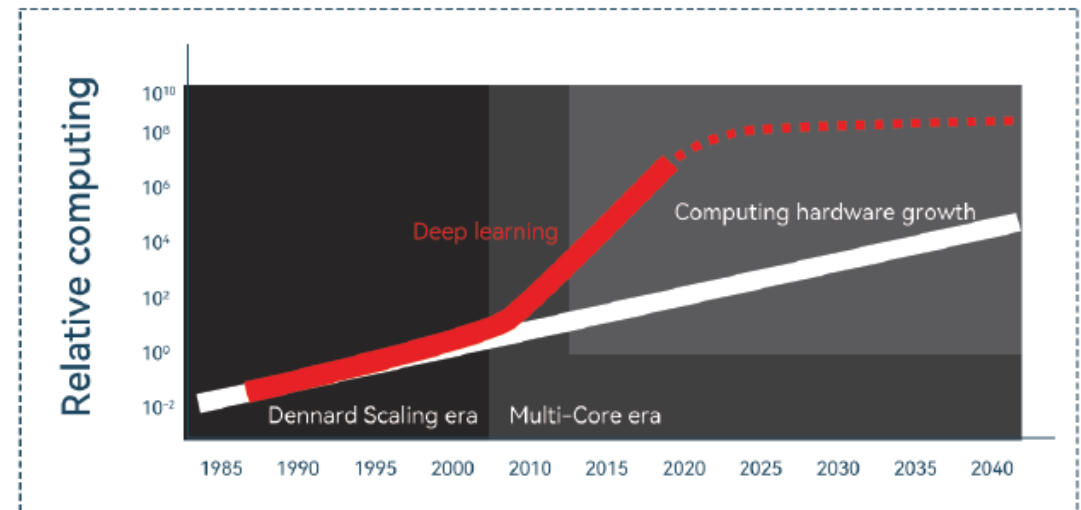 Relative computing
10¹⁰
10⁸
10⁶
10⁴
10²
10⁰
10⁻²
Deep learning
Computing hardware growth
Dennard Scaling era
Multi-Core era
1985 1990 1995 2000 2010 2015 2020 2025 2030 2035 2040